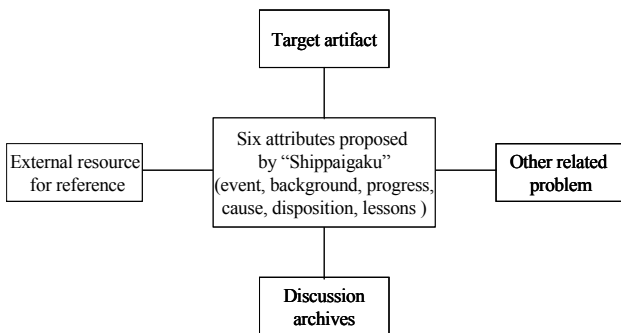 Target artifact
Six attributes proposed
by “Shippaigaku”
(event, background, progress,
cause, disposition, lessons )
External resource
for reference
Other related
problem
Discussion
archives